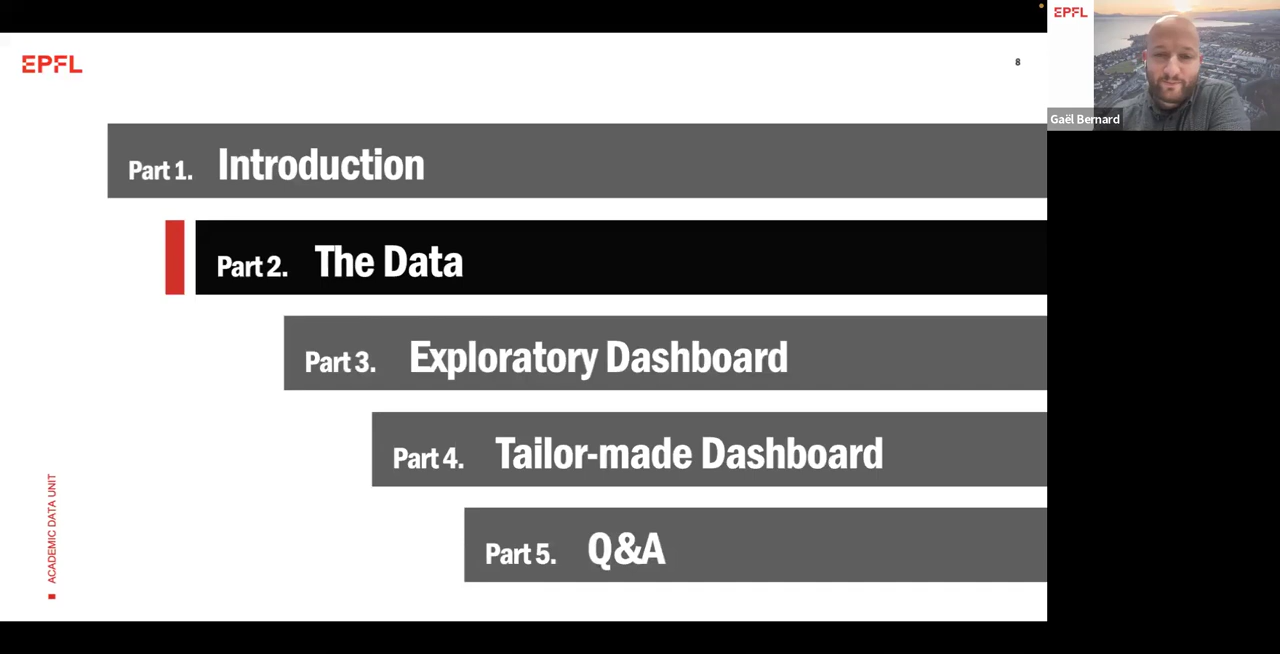 EPFL
8
Part 1. Introduction
Part 2. The Data
Part 3. Exploratory Dashboard
Part 4. Tailor-made Dashboard
Part 5. Q&A
ACADEMIC DATA UNIT
EPFL
Gaël Bernard